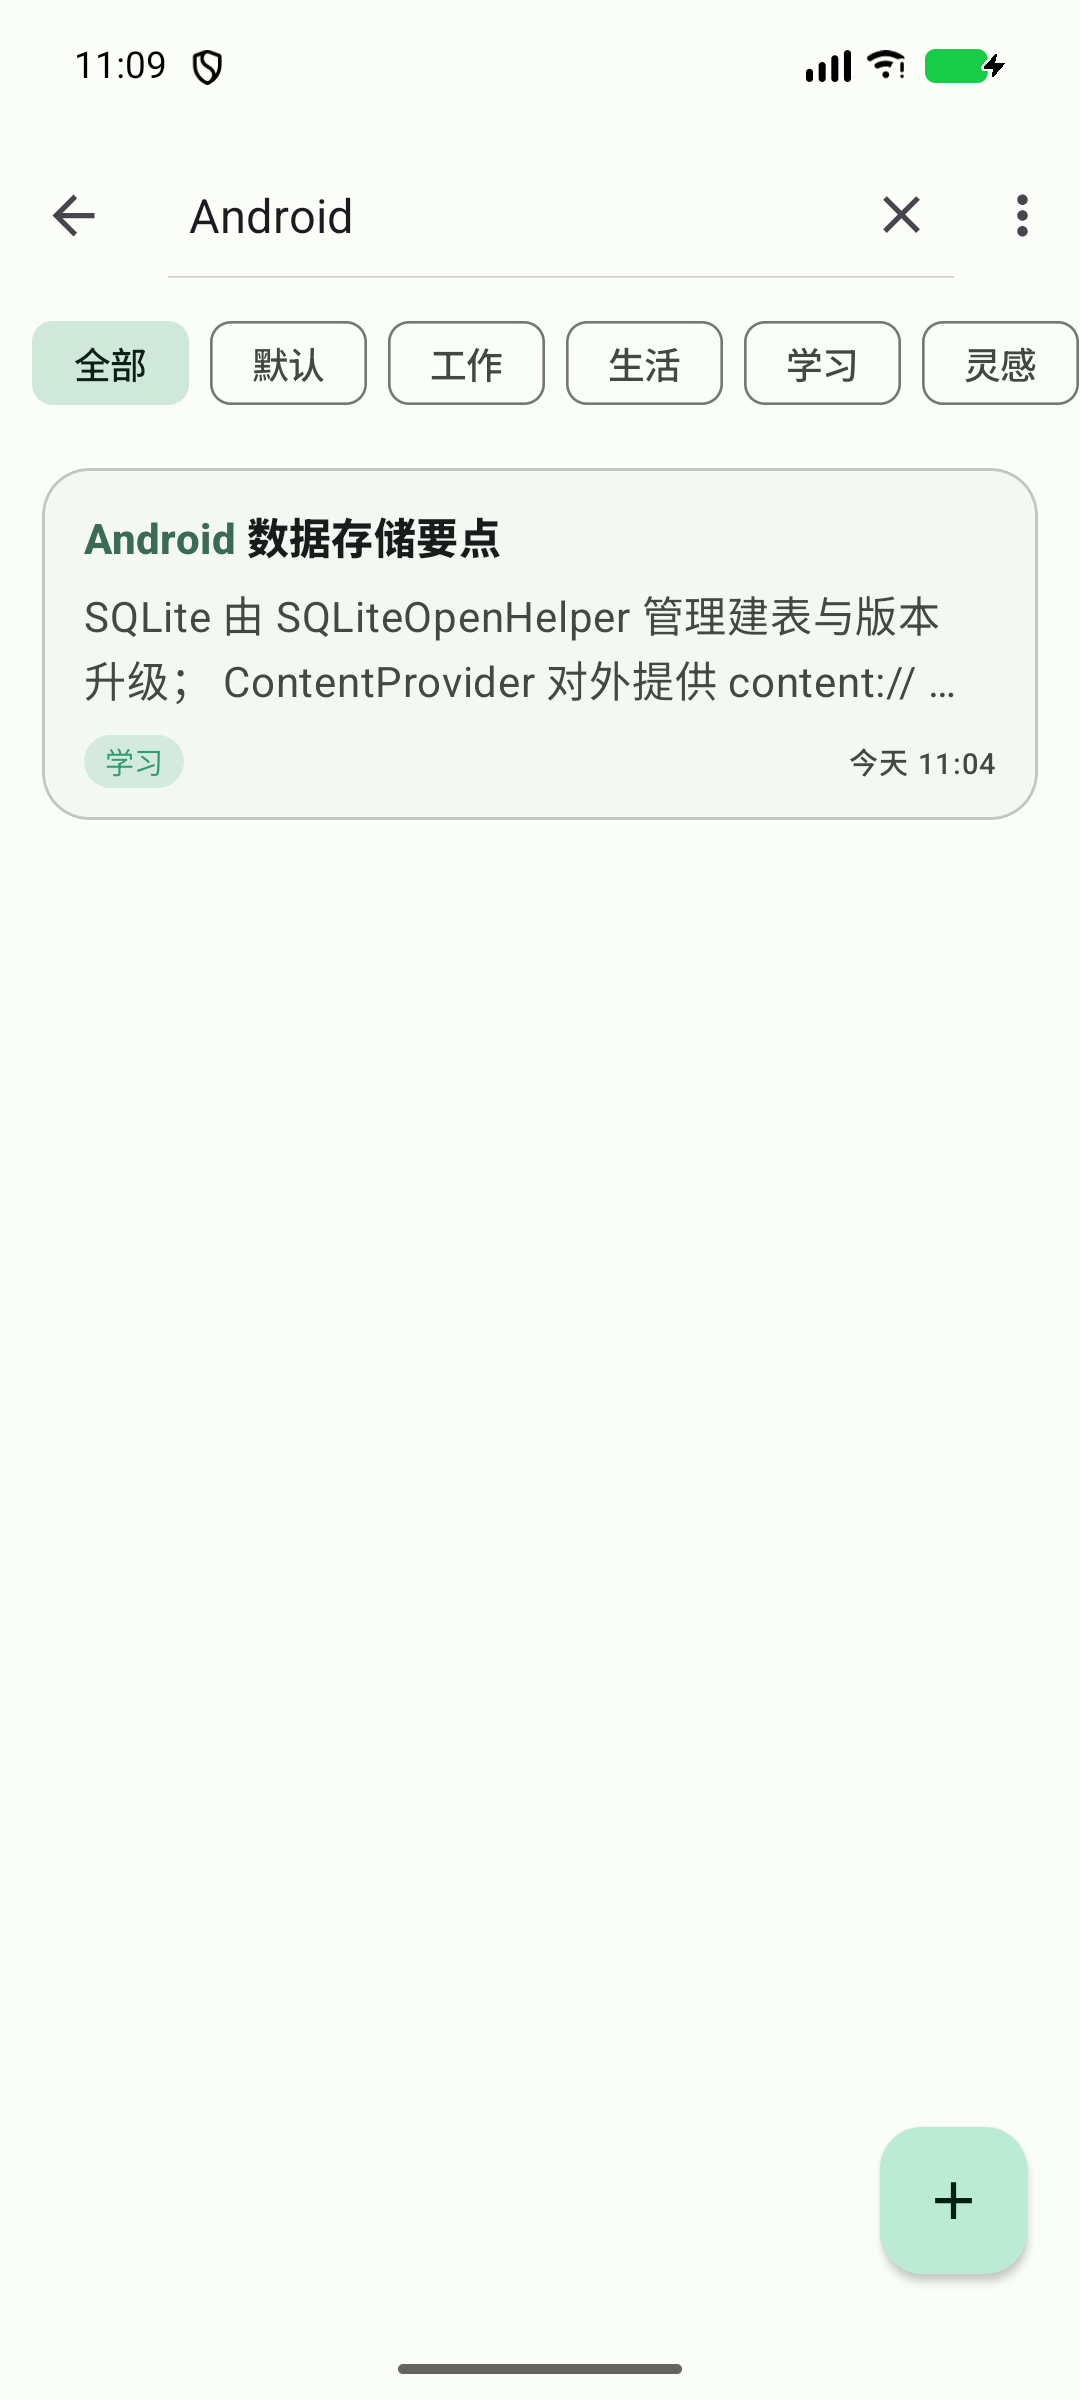 11:09
Android
全部 默认 工作 生活 学习 灵感
Android 数据存储要点
SQLite 由 SQLiteOpenHelper 管理建表与版本
升级； ContentProvider 对外提供 content:// …
学习 今天 11:04